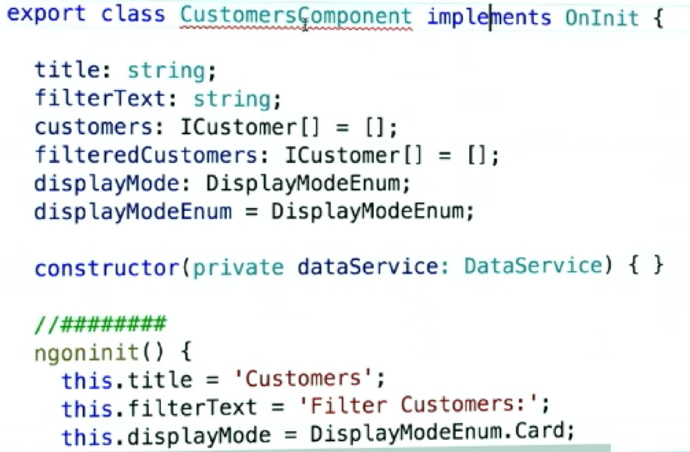 export class CustomersComponent implements OnInit {
title: string;
filterText: string;
customers: ICustomer[] = [];
filteredCustomers: ICustomer[] = [];
displayMode: DisplayModeEnum;
displayModeEnum = DisplayModeEnum;
constructor(private dataService: DataService) { }
//########
ngoninit() {
this.title = 'Customers';
this.filterText = 'Filter Customers:';
this.displayMode = DisplayModeEnum.Card;